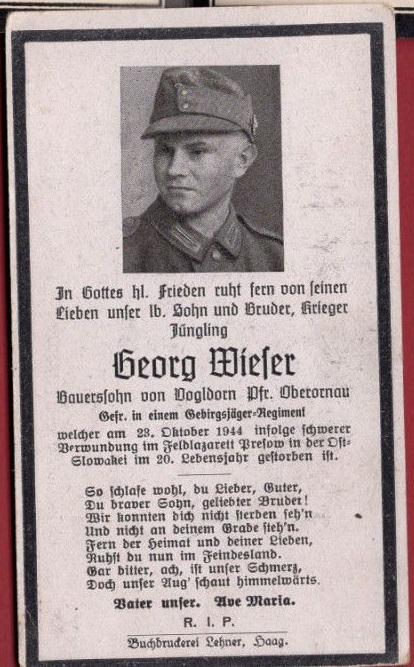 In Gottes hl. Frieden ruht fern von seinen
Lieben unser lb. Sohn und Bruder, Krieger
Jüngling
Georg Wieser
Bauerssohn von Vogldorn Pfr. Oberornau
Gefr. in einem Gebirgsjäger-Regiment
welcher am 23. Oktober 1944 infolge schwerer
Verwundung im Feldlazarett Presow in der Ost-
Slowakei im 20. Lebensjahr gestorben ist.
So schlafe wohl, du Lieber, Guter,
Du braver Sohn, geliebter Bruder!
Wir konnten dich nicht sterben seh'n
Und nicht an deinem Grabe steh'n.
Fern der Heimat und deiner Lieben,
Ruhst du nun im Feindesland.
Gar bitter, ach, ist unser Schmerz,
Doch unser Aug' schaut himmelwärts.
Vater unser. Ave Maria.
R. I. P.
Buchdruckerei Lehner, Haag.